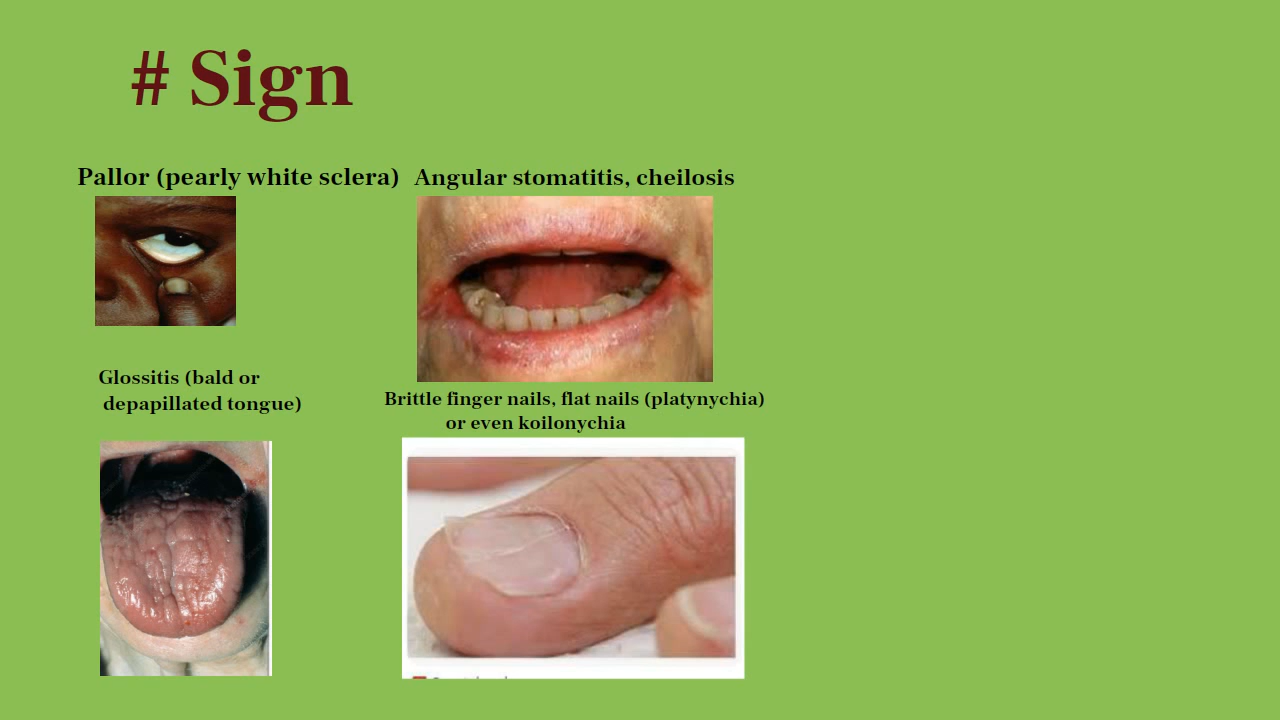 # Sign
Pallor (pearly white sclera)
Angular stomatitis, cheilosis
Glossitis (bald or
depapillated tongue)
Brittle finger nails, flat nails (platynychia)
or even koilonychia